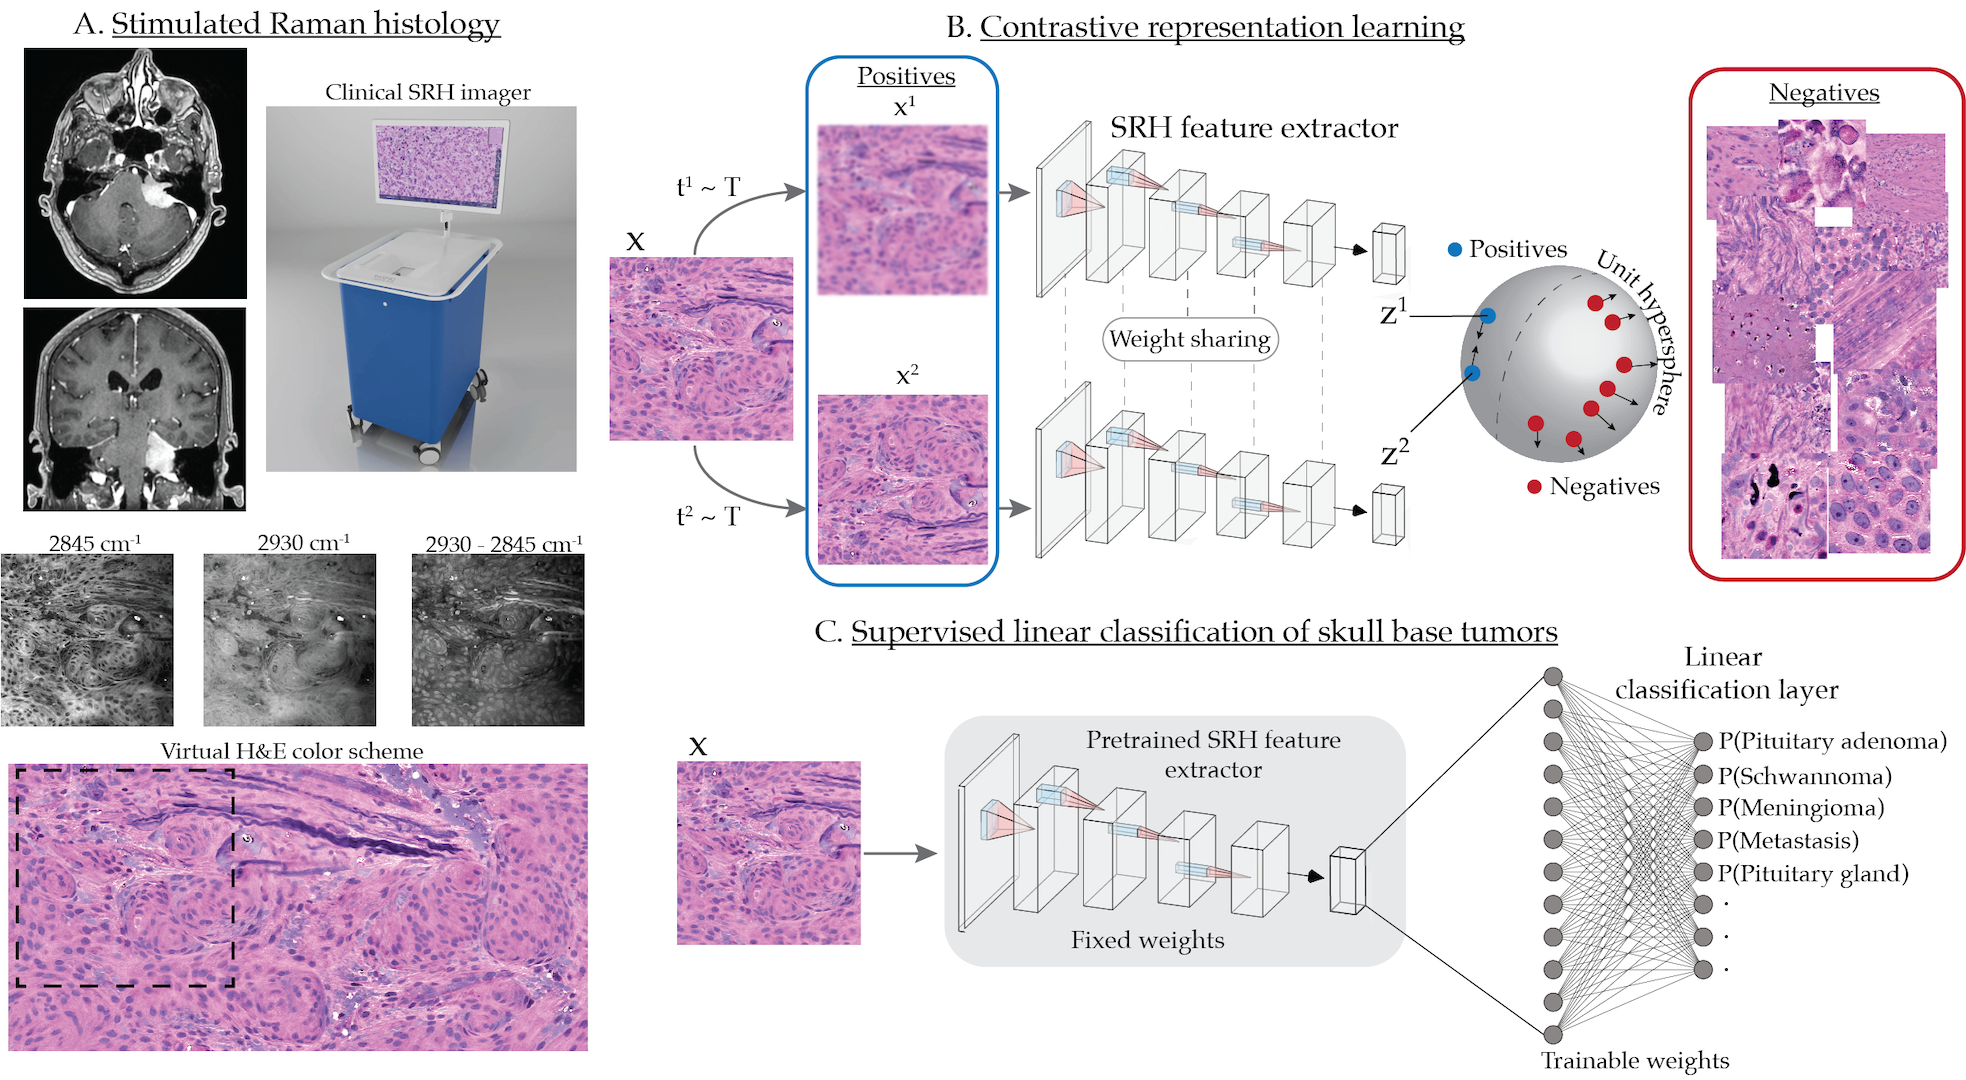 A. Stimulated Raman histology
Clinical SRH imager
2845 cm-1
2930 cm-1
2930 - 2845 cm-1
Virtual H&E color scheme
B. Contrastive representation learning
Positives
x1
t1 ~ T
X
x2
t2 ~ T
SRH feature extractor
Weight sharing
z1
z2
Positives
Unit hypersphere
Negatives
Negatives
C. Supervised linear classification of skull base tumors
X
Pretrained SRH feature
extractor
Fixed weights
Linear
classification layer
P(Pituitary adenoma)
P(Schwannoma)
P(Meningioma)
P(Metastasis)
P(Pituitary gland)
.
.
.
Trainable weights